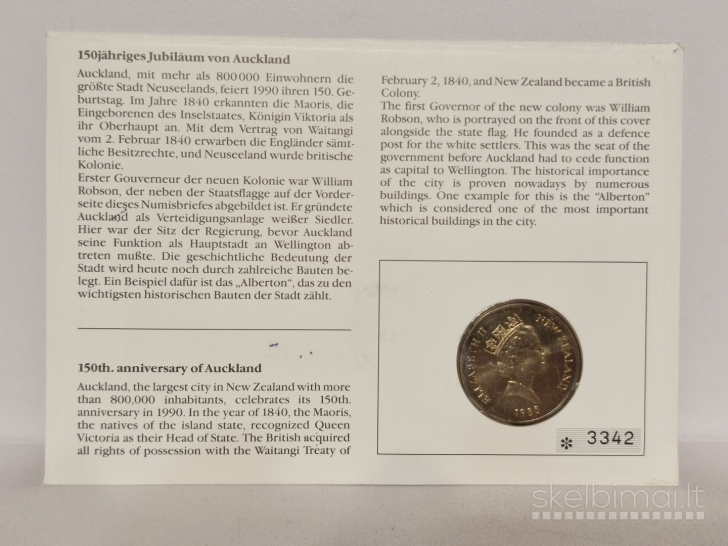 150jähriges Jubiläum von Auckland
Auckland, mit mehr als 800 000 Einwohnern die
größte Stadt Neuseelands, feiert 1990 ihren 150. Ge-
burtstag. Im Jahre 1840 erkannten die Maoris, die
Eingeborenen des Inselstaates, Königin Viktoria als
ihr Oberhaupt an. Mit dem Vertrag von Waitangi
vom 2. Februar 1840 erwarben die Engländer sämt-
liche Besitzrechte, und Neuseeland wurde britische
Kolonie.
Erster Gouverneur der neuen Kolonie war William
Robson, der neben der Staatsflagge auf der Vorder-
seite dieses Numisbriefes abgebildet ist. Er gründete
Auckland als Verteidigungsanlage weißer Siedler.
Hier war der Sitz der Regierung, bevor Auckland
seine Funktion als Hauptstadt an Wellington ab-
treten mußte. Die geschichtliche Bedeutung der
Stadt wird heute noch durch zahlreiche Bauten be-
legt. Ein Beispiel dafür ist das „Alberton", das zu den
wichtigsten historischen Bauten der Stadt zählt.
150th. anniversary of Auckland
Auckland, the largest city in New Zealand with more
than 800,000 inhabitants, celebrates its 150th.
anniversary in 1990. In the year of 1840, the Maoris,
the natives of the island state, recognized Queen
Victoria as their Head of State. The British acquired
all rights of possession with the Waitangi Treaty of
February 2, 1840, and New Zealand became a British
Colony.
The first Governor of the new colony was William
Robson, who is portrayed on the front of this cover
alongside the state flag. He founded as a defence
post for the white settlers. This was the seat of the
government before Auckland had to cede function
as capital to Wellington. The historical importance
of the city is proven nowadays by numerous
buildings. One example for this is the "Alberton"
which is considered one of the most important
historical buildings in the city.
ELIZABETH II NEW ZEALAND
* 3342
skelbimai.lt